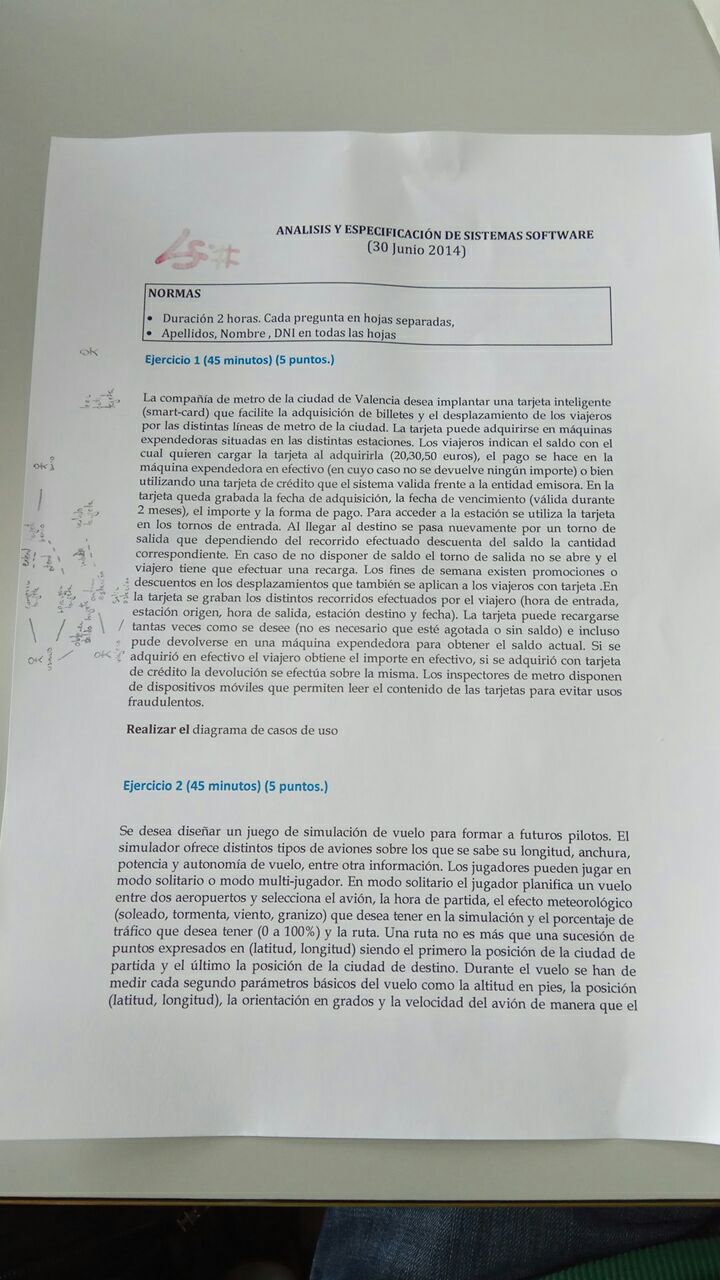 ANALISIS Y ESPECIFICACIÓN DE SISTEMAS SOFTWARE
(30 Junio 2014)
NORMAS
• Duración 2 horas. Cada pregunta en hojas separadas,
• Apellidos, Nombre , DNI en todas las hojas
OK
Ejercicio 1 (45 minutos) (5 puntos.)
La compañía de metro de la ciudad de Valencia desea implantar una tarjeta inteligente
(smart-card) que facilite la adquisición de billetes y el desplazamiento de los viajeros
por las distintas líneas de metro de la ciudad. La tarjeta puede adquirirse en máquinas
expendedoras situadas en las distintas estaciones. Los viajeros indican el saldo con el
cual quieren cargar la tarjeta al adquirirla (20,30,50 euros), el pago se hace en la
máquina expendedora en efectivo (en cuyo caso no se devuelve ningún importe) o bien
utilizando una tarjeta de crédito que el sistema valida frente a la entidad emisora. En la
tarjeta queda grabada la fecha de adquisición, la fecha de vencimiento (válida durante
2 meses), el importe y la forma de pago. Para acceder a la estación se utiliza la tarjeta
en los tornos de entrada. Al llegar al destino se pasa nuevamente por un torno de
salida que dependiendo del recorrido efectuado descuenta del saldo la cantidad
correspondiente. En caso de no disponer de saldo el torno de salida no se abre y el
viajero tiene que efectuar una recarga. Los fines de semana existen promociones o
descuentos en los desplazamientos que también se aplican a los viajeros con tarjeta .En
la tarjeta se graban los distintos recorridos efectuados por el viajero (hora de entrada,
estación origen, hora de salida, estación destino y fecha). La tarjeta puede recargarse
tantas veces como se desee (no es necesario que esté agotada o sin saldo) e incluso
pude devolverse en una máquina expendedora para obtener el saldo actual. Si se
adquirió en efectivo el viajero obtiene el importe en efectivo, si se adquirió con tarjeta
de crédito la devolución se efectúa sobre la misma. Los inspectores de metro disponen
de dispositivos móviles que permiten leer el contenido de las tarjetas para evitar usos
fraudulentos.
Realizar el diagrama de casos de uso
Ejercicio 2 (45 minutos) (5 puntos.)
Se desea diseñar un juego de simulación de vuelo para formar a futuros pilotos. El
simulador ofrece distintos tipos de aviones sobre los que se sabe su longitud, anchura,
potencia y autonomía de vuelo, entre otra información. Los jugadores pueden jugar en
modo solitario o modo multi-jugador. En modo solitario el jugador planifica un vuelo
entre dos aeropuertos y selecciona el avión, la hora de partida, el efecto meteorológico
(soleado, tormenta, viento, granizo) que desea tener en la simulación y el porcentaje de
tráfico que desea tener (0 a 100%) y la ruta. Una ruta no es más que una sucesión de
puntos expresados en (latitud, longitud) siendo el primero la posición de la ciudad de
partida y el último la posición de la ciudad de destino. Durante el vuelo se han de
medir cada segundo parámetros básicos del vuelo como la altitud en pies, la posición
(latitud, longitud), la orientación en grados y la velocidad del avión de manera que el